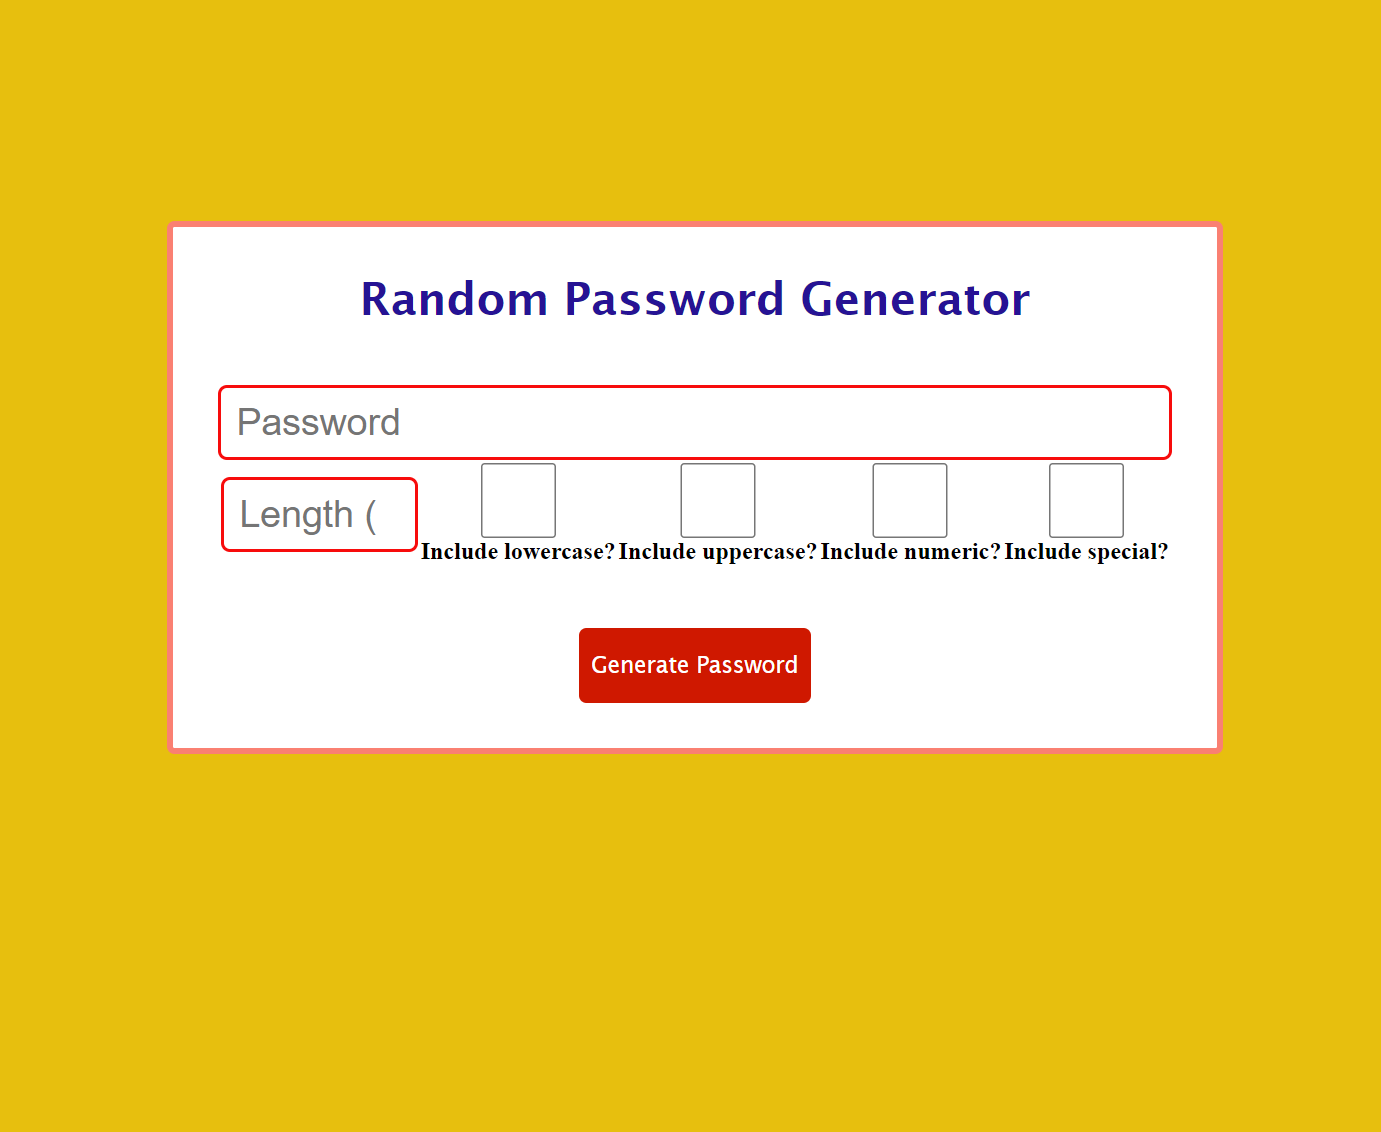 Random Password Generator
Password
Length (
Include lowercase? Include uppercase? Include numeric? Include special?
Generate Password